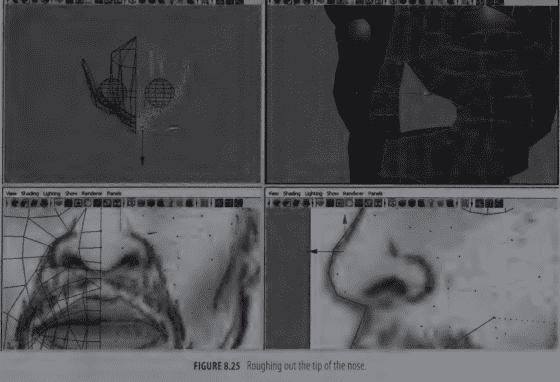 View Shading Lighting Show Renderer Panels
View Shading Lighting Show Renderer Panels
FIGURE 8.25 Roughing out the tip of the nose.